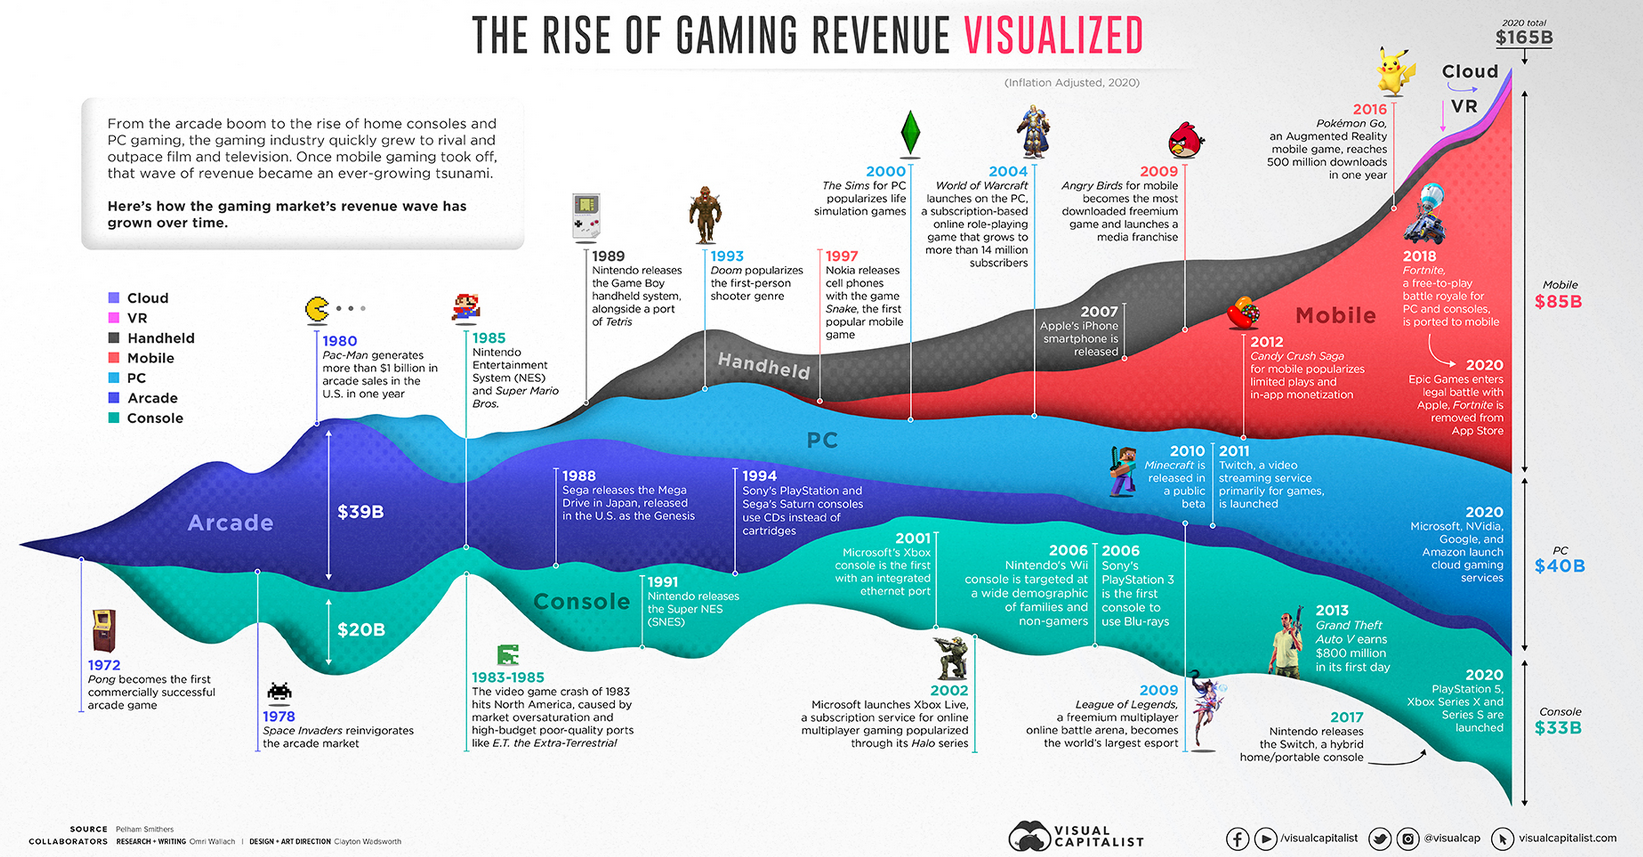 THE RISE OF GAMING REVENUE VISUALIZED
(Inflation Adjusted, 2020)
2020 total
$165B
From the arcade boom to the rise of home consoles and
PC gaming, the gaming industry quickly grew to rival and
outpace film and television. Once mobile gaming took off,
that wave of revenue became an ever-growing tsunami.
Here's how the gaming market's revenue wave has
grown over time.
Cloud
VR
Handheld
Mobile
PC
Arcade
Console
1980
Pac-Man generates
more than $1 billion in
arcade sales in the
U.S. in one year
1985
Nintendo
Entertainment
System (NES)
and Super Mario
Bros.
1989
Nintendo releases
the Game Boy
handheld system,
alongside a port
of Tetris
1993
Doom popularizes
the first-person
shooter genre
1997
Nokia releases
cell phones
with the game
Snake, the first
popular mobile
game
2000
The Sims for PC
popularizes life
simulation games
2004
World of Warcraft
launches on the PC,
a subscription-based
online role-playing
game that grows to
more than 14 million
subscribers
2009
Angry Birds for mobile
becomes the most
downloaded freemium
game and launches a
media franchise
2016
Pokémon Go,
an Augmented Reality
mobile game, reaches
500 million downloads
in one year
Cloud
VR
2007
Apple's iPhone
smartphone is
released
2012
Candy Crush Saga
for mobile popularizes
limited plays and
in-app monetization
2018
Fortnite,
a free-to-play
battle royale for
PC and consoles,
is ported to mobile
2020
Epic Games enters
legal battle with
Apple, Fortnite is
removed from
App Store
Handheld
Mobile
PC
Arcade
Console
$39B
$20B
1988
Sega releases the Mega
Drive in Japan, released
in the U.S. as the Genesis
1994
Sony's PlayStation and
Sega's Saturn consoles
use CDs instead of
cartridges
2010
Minecraft is
released in
a public
beta
2011
Twitch, a video
streaming service
primarily for games,
is launched
2020
Microsoft, NVidia,
Google, and
Amazon launch
cloud gaming
services
1991
Nintendo releases
the Super NES
(SNES)
2001
Microsoft's Xbox
console is the first
with an integrated
ethernet port
2006
Nintendo's Wii
console is targeted at
a wide demographic
of families and
non-gamers
2006
Sony's
PlayStation 3
is the first
console to
use Blu-rays
2013
Grand Theft
Auto V earns
$800 million
in its first day
2020
PlayStation 5,
Xbox Series X and
Series S are
launched
1972
Pong becomes the first
commercially successful
arcade game
1978
Space Invaders reinvigorates
the arcade market
1983-1985
The video game crash of 1983
hits North America, caused by
market oversaturation and
high-budget poor-quality ports
like E.T. the Extra-Terrestrial
2002
Microsoft launches Xbox Live,
a subscription service for online
multiplayer gaming popularized
through its Halo series
2009
League of Legends,
a freemium multiplayer
online battle arena, becomes
the world's largest esport
2017
Nintendo releases
the Switch, a hybrid
home/portable console
Mobile
$85B
PC
$40B
Console
$33B
SOURCE Pelham Smithers
COLLABORATORS RESEARCH + WRITING Omri Wallach | DESIGN + ART DIRECTION Clayton Wadsworth
VISUAL
CAPITALIST
/visualcapitalist
@visualcap
visualcapitalist.com